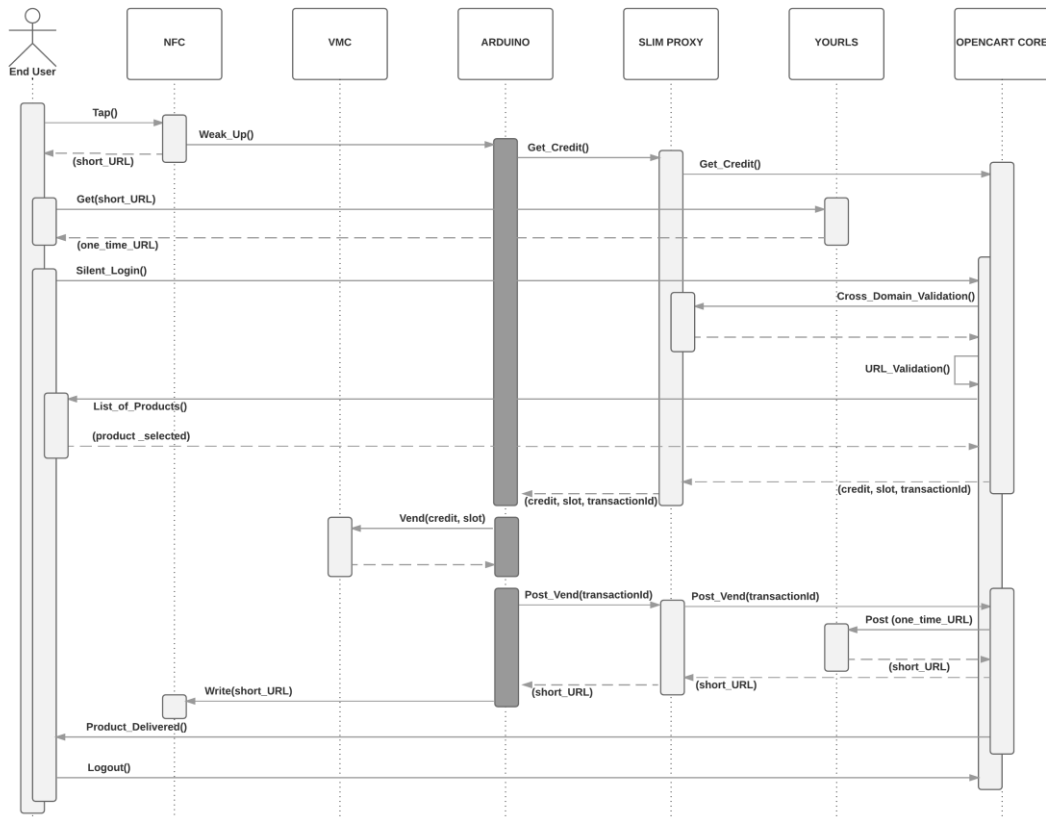 NFC
VMC
ARDUINO
SLIM PROXY
YOURLS
OPENCART CORE
End User
Tap()
Weak_Up()
Get_Credit()
(short_URL)
Get_Credit()
Get(short_URL)
(one_time_URL)
Silent_Login()
Cross_Domain_Validation()
URL_Validation()
List_of_Products()
(product _selected)
(credit, slot, transactionId)
(credit, slot, transactionId)
Vend(credit, slot)
Post_Vend(transactionId)
Post_Vend(transactionId)
Post (one_time_URL)
(short_URL)
(short_URL)
(short_URL)
Write(short_URL)
Product_Delivered()
Logout()